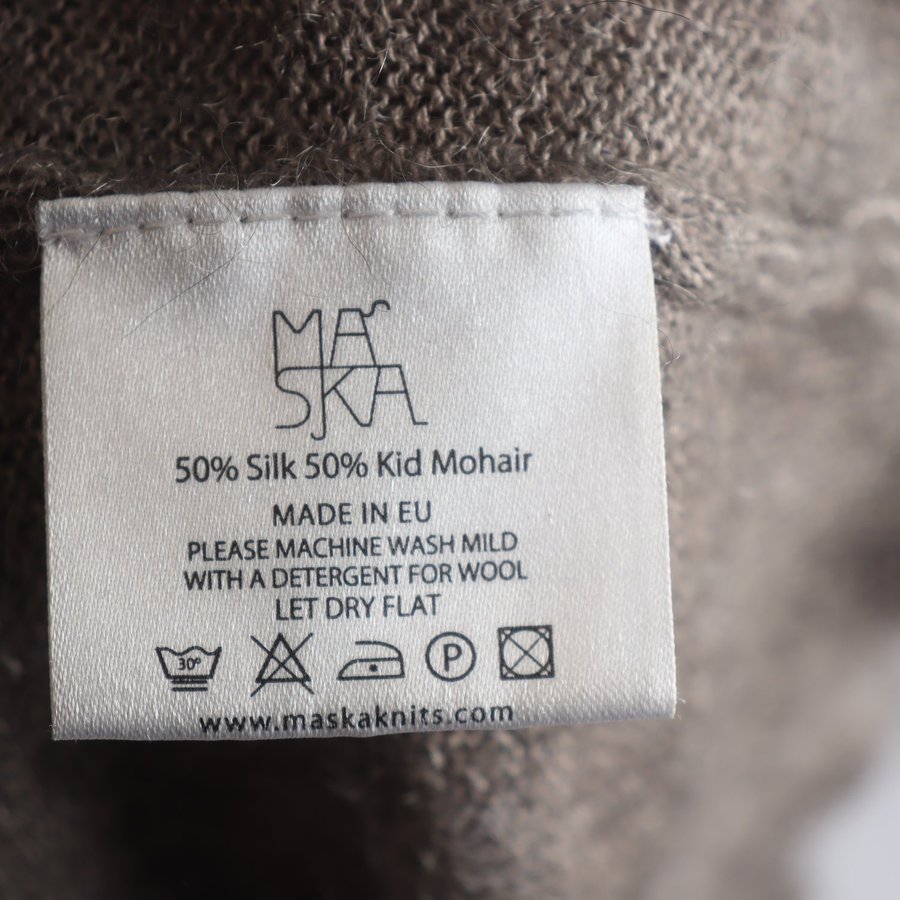 MAS
SKA
50% Silk 50% Kid Mohair
MADE IN EU
PLEASE MACHINE WASH MILD
WITH A DETERGENT FOR WOOL
LET DRY FLAT
30° P
www.maskaknits.com